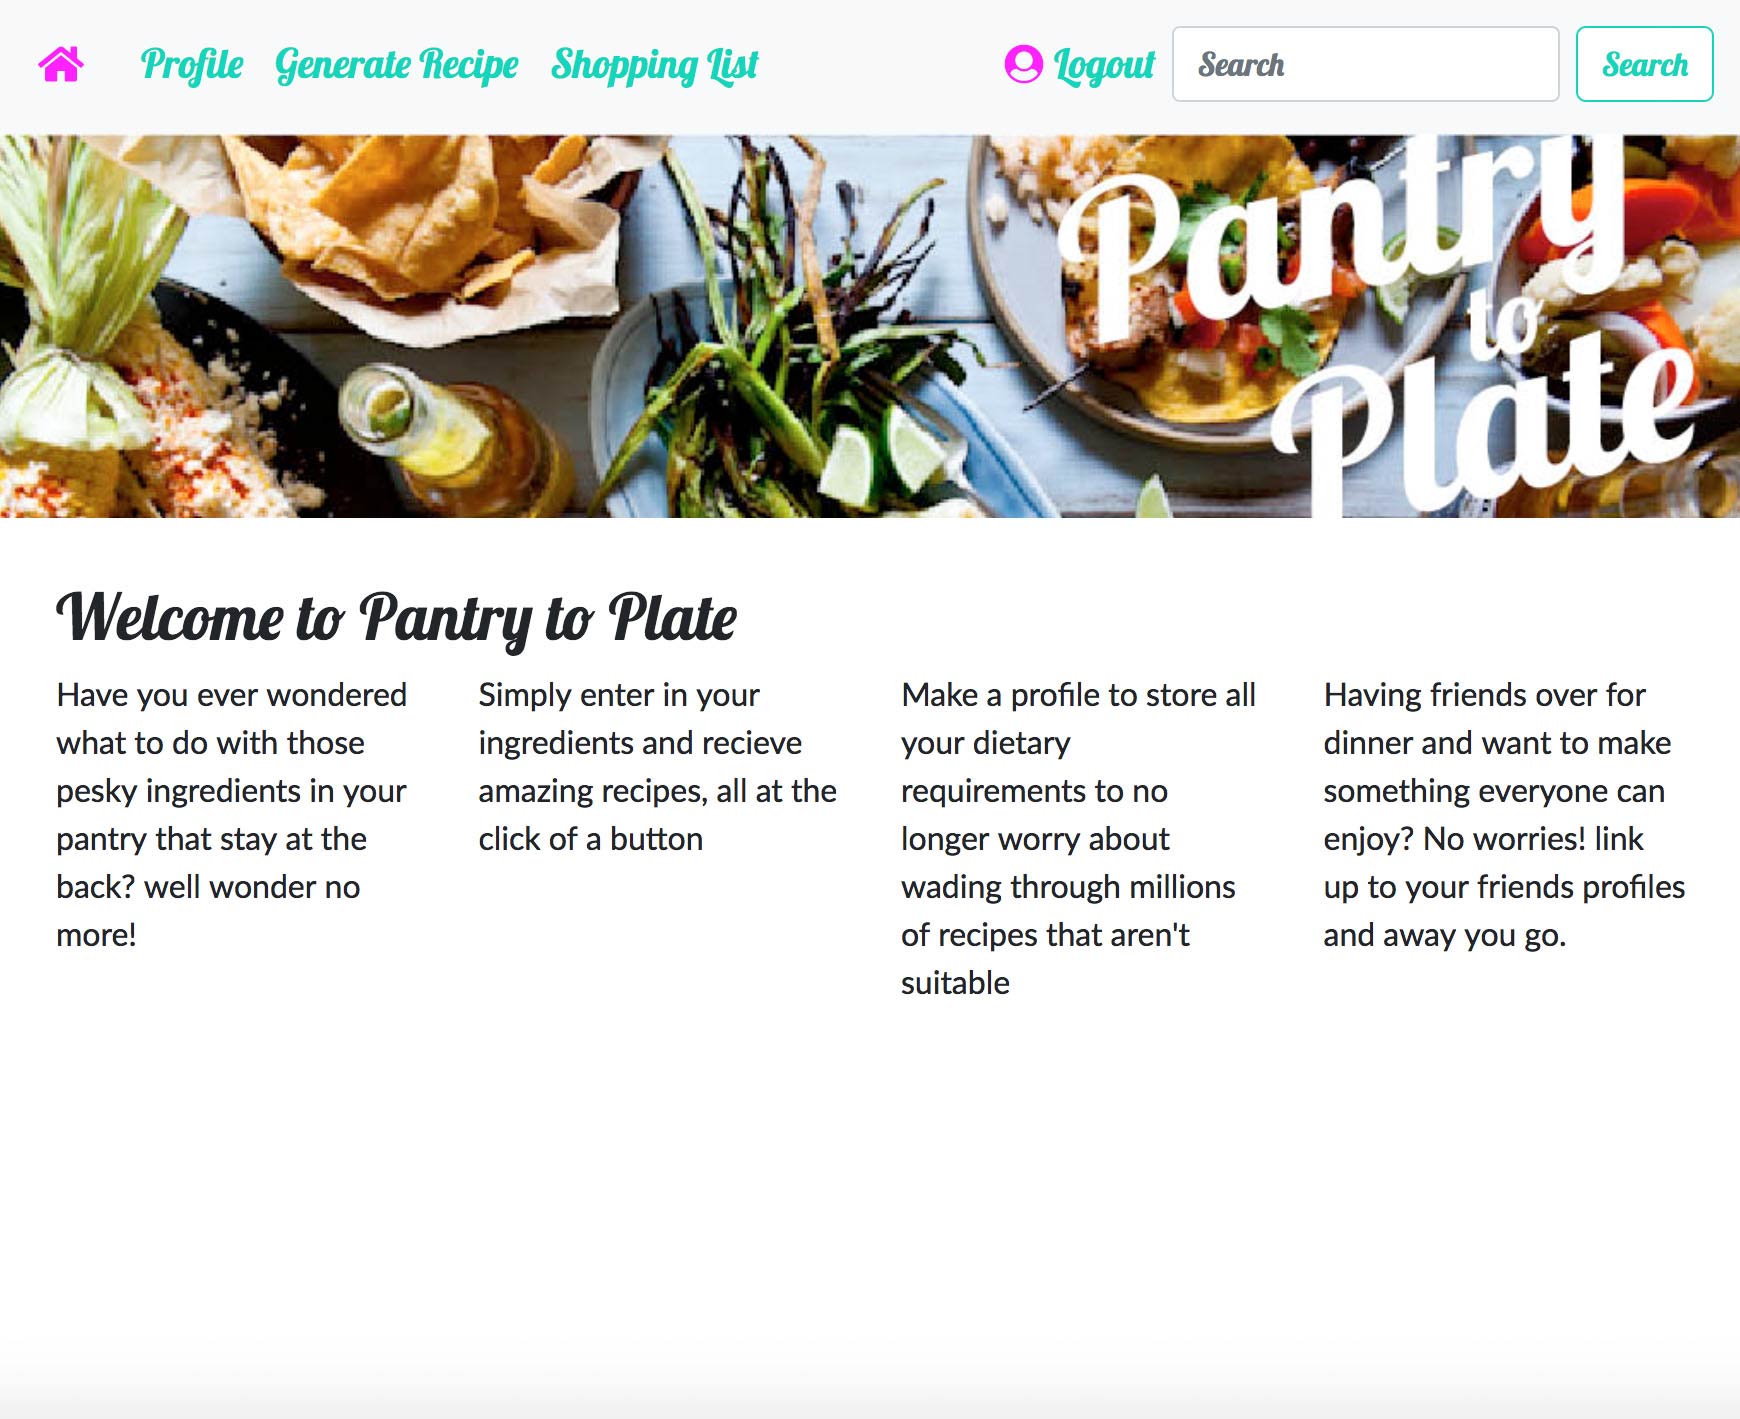 Profile Generate Recipe Shopping List Logout Search Search
Pantry
to
Plate
Welcome to Pantry to Plate
Have you ever wondered
what to do with those
pesky ingredients in your
pantry that stay at the
back? well wonder no
more!
Simply enter in your
ingredients and recieve
amazing recipes, all at the
click of a button
Make a profile to store all
your dietary
requirements to no
longer worry about
wading through millions
of recipes that aren't
suitable
Having friends over for
dinner and want to make
something everyone can
enjoy? No worries! link
up to your friends profiles
and away you go.